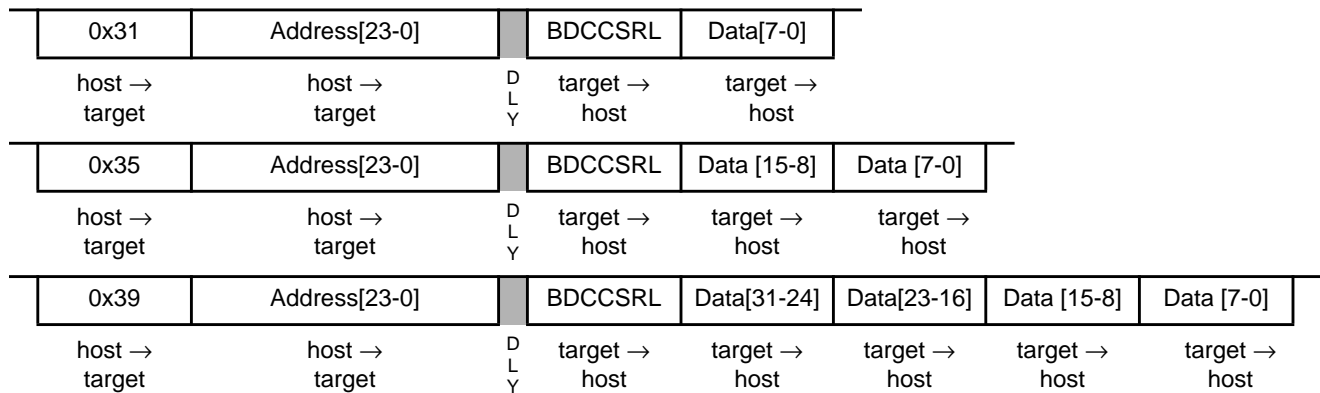 0x31 Address[23-0] BDCCSRL Data[7-0]
host → host → D target → target →
L
target target Y host host
0x35 Address[23-0] BDCCSRL Data [15-8] Data [7-0]
host → host → D target → target → target →
L
target target Y host host host
0x39 Address[23-0] BDCCSRL Data[31-24] Data[23-16] Data [15-8] Data [7-0]
host → host → D target → target → target → target → target →
L
target target Y host host host host host